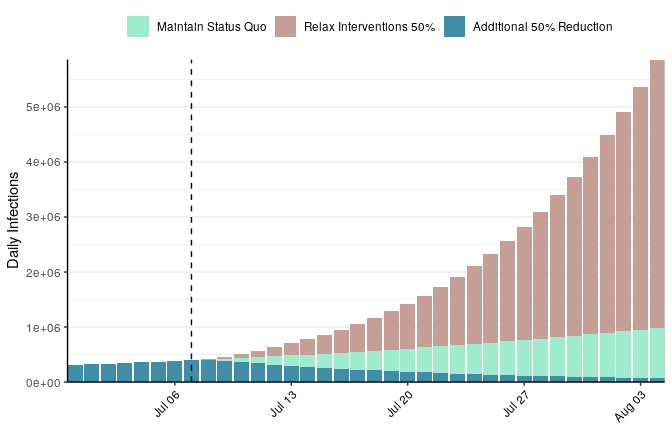 Maintain Status Quo Relax Interventions 50% Additional 50% Reduction
Daily Infections
5e+06
4e+06
3e+06
2e+06
1e+06
0e+00
Jul 06 Jul 13 Jul 20 Jul 27 Aug 03